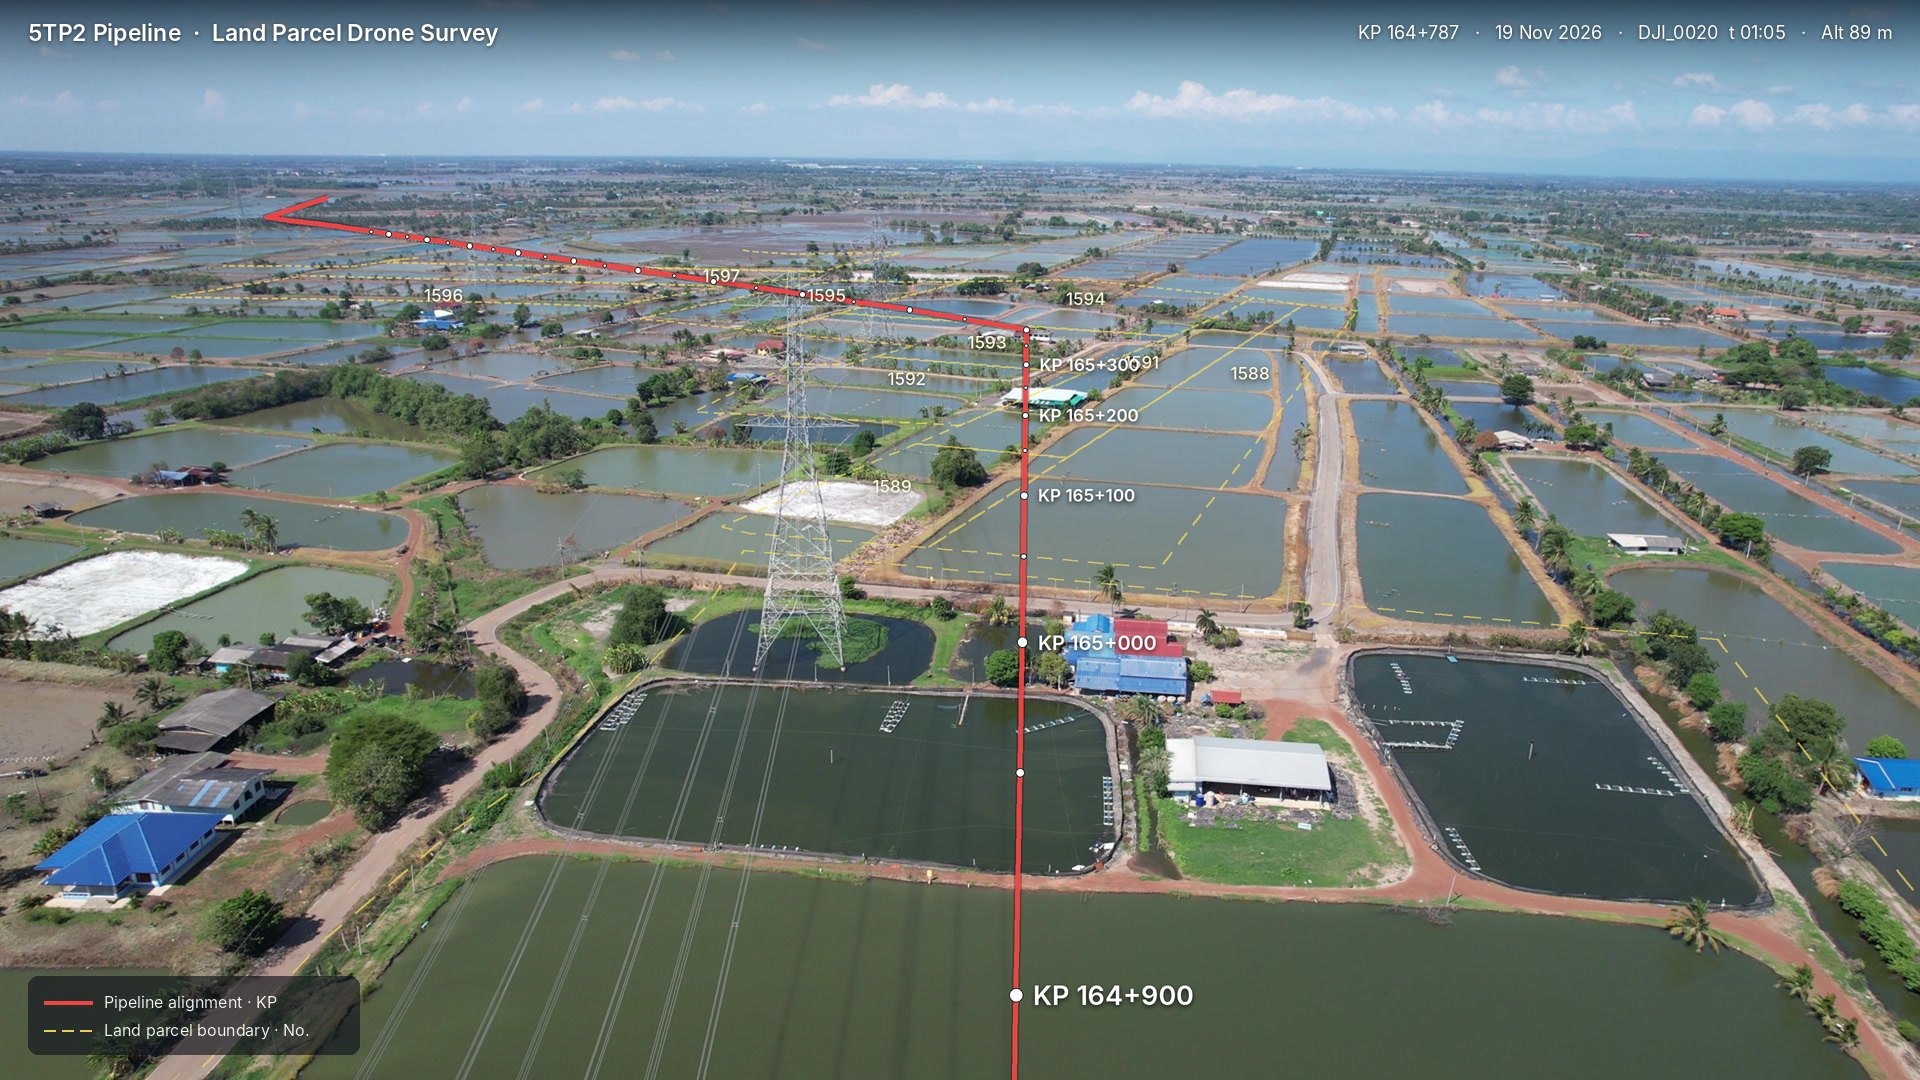 5TP2 Pipeline · Land Parcel Drone Survey
KP 164+787 · 19 Nov 2026 · DJI_0020 t 01:05 · Alt 89 m
1597
1596
1595
1594
1593
KP 165+300
1591
1592
1588
KP 165+200
1589
KP 165+100
KP 165+000
KP 164+900
Pipeline alignment · KP
Land parcel boundary · No.